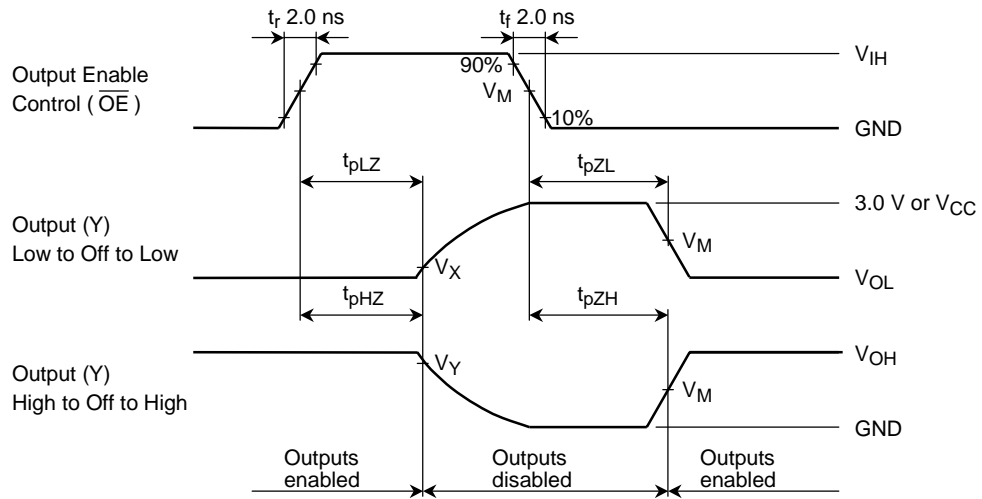 tr 2.0 ns
tf 2.0 ns
Output Enable
Control ( OE )
90%
VM
10%
VIH
GND
tpLZ
tpZL
Output (Y)
Low to Off to Low
VX
VM
3.0 V or VCC
VOL
tpHZ
tpZH
Output (Y)
High to Off to High
VY
VM
VOH
GND
Outputs
enabled
Outputs
disabled
Outputs
enabled